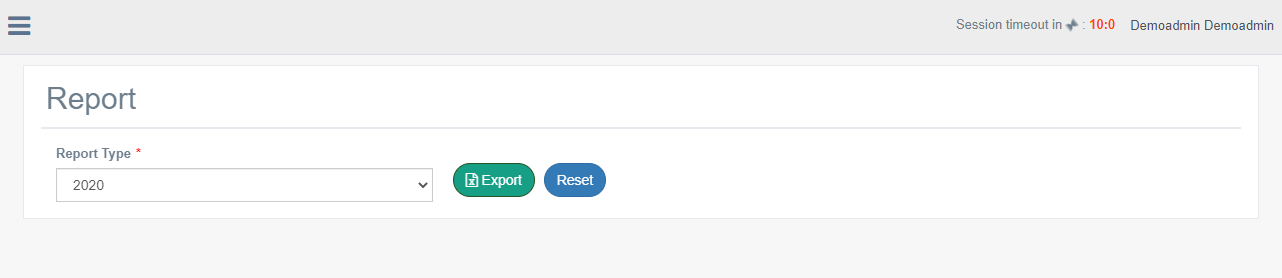 Session timeout in : 10:0 Demoadmin Demoadmin
Report
Report Type *
2020
Export Reset